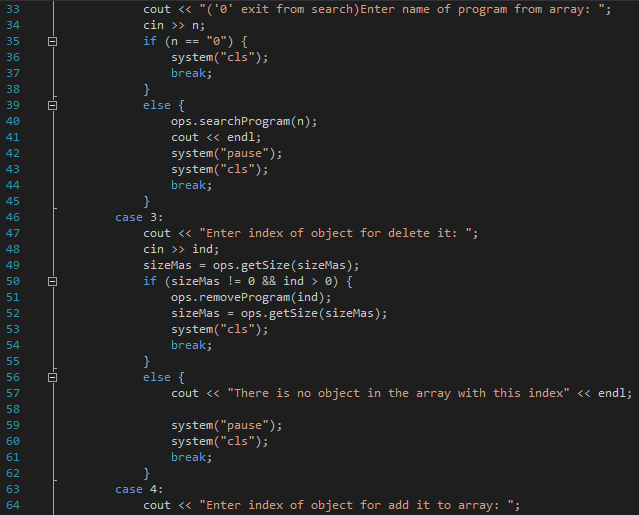 33 cout << "('0' exit from search)Enter name of program from array: ";
34 cin >> n;
35 if (n == "0") {
36 system("cls");
37 break;
38 }
39 else {
40 ops.searchProgram(n);
41 cout << endl;
42 system("pause");
43 system("cls");
44 break;
45 }
46 case 3:
47 cout << "Enter index of object for delete it: ";
48 cin >> ind;
49 sizeMas = ops.getSize(sizeMas);
50 if (sizeMas != 0 && ind > 0) {
51 ops.removeProgram(ind);
52 sizeMas = ops.getSize(sizeMas);
53 system("cls");
54 break;
55 }
56 else {
57 cout << "There is no object in the array with this index" << endl;
58
59 system("pause");
60 system("cls");
61 break;
62 }
63 case 4:
64 cout << "Enter index of object for add it to array: ";